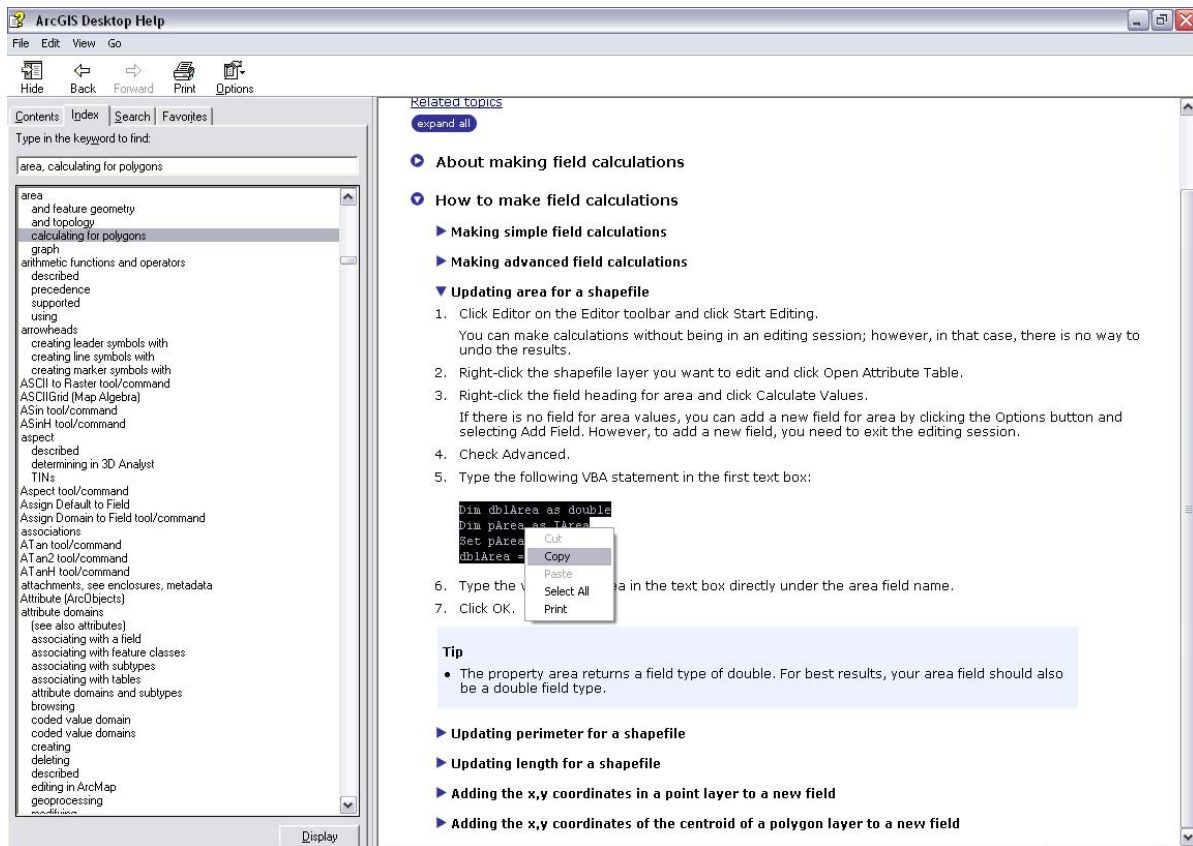 ArcGIS Desktop Help
File Edit View Go
Hide Back Forward Print Options
Contents Index Search Favorites
Type in the keyword to find:
area, calculating for polygons
area
and feature geometry
and topology
calculating for polygons
graph
arithmetic functions and operators
described
precedence
supported
using
arrowheads
creating leader symbols with
creating line symbols with
creating marker symbols with
ASCII to Raster tool/command
ASCIIGrid (Map Algebra)
ASin tool/command
ASinH tool/command
aspect
described
determining in 3D Analyst
TINs
Aspect tool/command
Assign Default to Field
Assign Domain to Field tool/command
associations
ATan tool/command
ATan2 tool/command
ATanH tool/command
attachments, see enclosures, metadata
Attribute (ArcObjects)
attribute domains
(see also attributes)
associating with a field
associating with feature classes
associating with subtypes
associating with tables
attribute domains and subtypes
browsing
coded value domain
coded value domains
creating
deleting
described
editing in ArcMap
geoprocessing
modifying
Display
Related topics
expand all
About making field calculations
How to make field calculations
Making simple field calculations
Making advanced field calculations
Updating area for a shapefile
1. Click Editor on the Editor toolbar and click Start Editing.
You can make calculations without being in an editing session; however, in that case, there is no way to
undo the results.
2. Right-click the shapefile layer you want to edit and click Open Attribute Table.
3. Right-click the field heading for area and click Calculate Values.
If there is no field for area values, you can add a new field for area by clicking the Options button and
selecting Add Field. However, to add a new field, you need to exit the editing session.
4. Check Advanced.
5. Type the following VBA statement in the first text box:
Dim dblArea as double
Dim pArea as IArea
Set pArea
dblArea =
Cut
Copy
Paste
Select All
Print
6. Type the in the text box directly under the area field name.
7. Click OK.
Tip
• The property area returns a field type of double. For best results, your area field should also
be a double field type.
Updating perimeter for a shapefile
Updating length for a shapefile
Adding the x,y coordinates in a point layer to a new field
Adding the x,y coordinates of the centroid of a polygon layer to a new field